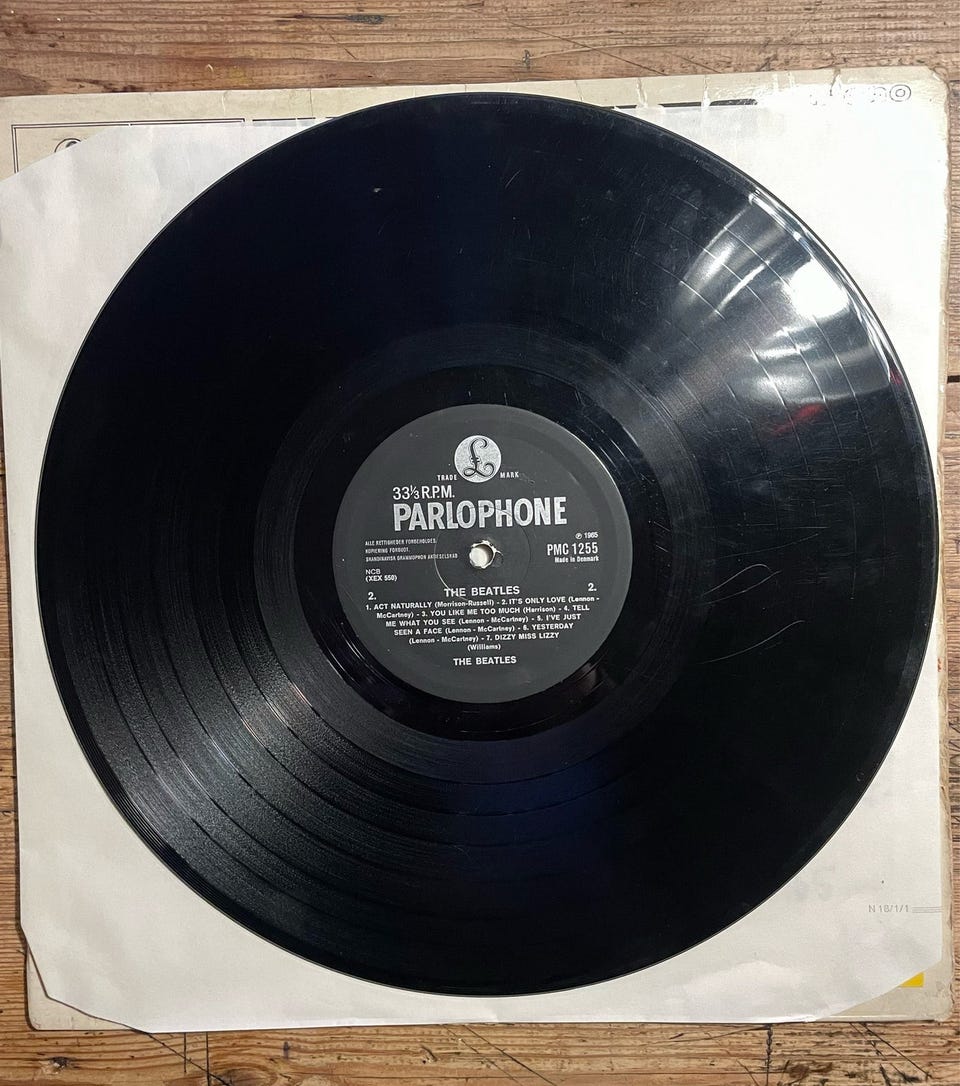 £
TRADE MARK
33⅓ R.P.M.
PARLOPHONE
ALLE RETTIGHEDER FORBEHOLDES.
KOPIERING FORBUDT.
SKANDINAVISK GRAMMOPHON AKTIESELSKAB
℗ 1965
PMC 1255
Made in Denmark
NCB
(XEX 550)
2. THE BEATLES 2.
1. ACT NATURALLY (Morrison-Russell) - 2. IT'S ONLY LOVE (Lennon -
McCartney) - 3. YOU LIKE ME TOO MUCH (Harrison) - 4. TELL
ME WHAT YOU SEE (Lennon - McCartney) - 5. I'VE JUST
SEEN A FACE (Lennon - McCartney) - 6. YESTERDAY
(Lennon - McCartney) - 7. DIZZY MISS LIZZY
(Williams)
THE BEATLES
N 18/1/1